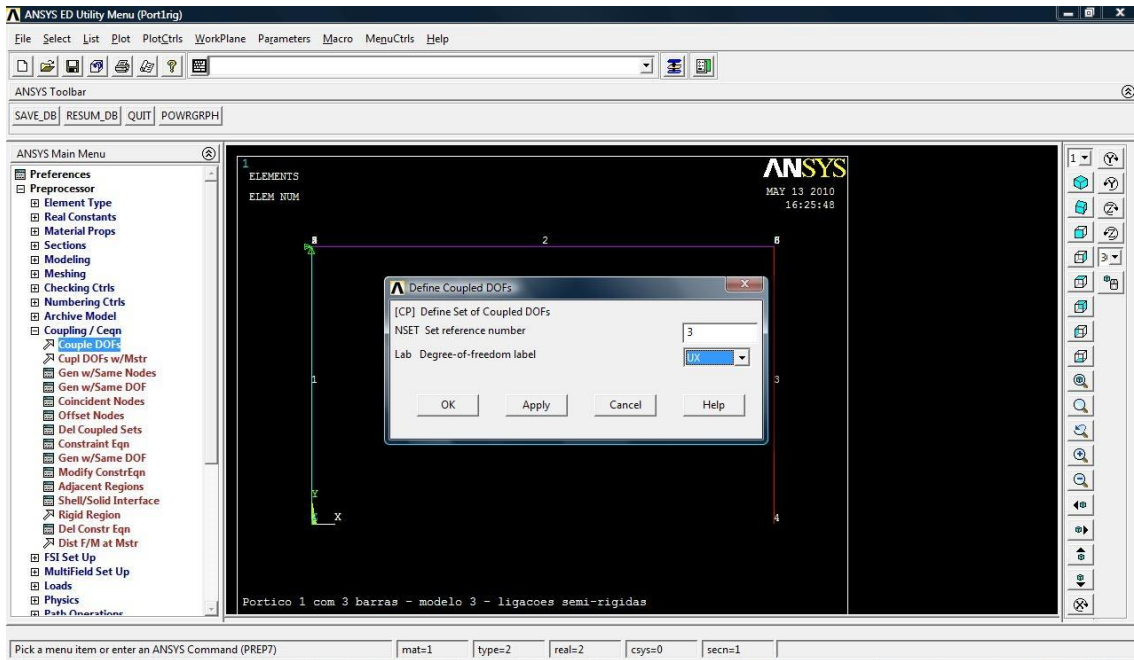 ANSYS ED Utility Menu (Port1rig)
File Select List Plot PlotCtrls WorkPlane Parameters Macro MenuCtrls Help
ANSYS Toolbar
SAVE_DB RESUM_DB QUIT POWRGRPH
ANSYS Main Menu
Preferences
Preprocessor
Element Type
Real Constants
Material Props
Sections
Modeling
Meshing
Checking Ctrls
Numbering Ctrls
Archive Model
Coupling / Ceqn
Couple DOFs
Cupl DOFs w/Mstr
Gen w/Same Nodes
Gen w/Same DOF
Coincident Nodes
Offset Nodes
Del Coupled Sets
Constraint Eqn
Gen w/Same DOF
Modify ConstrEqn
Adjacent Regions
Shell/Solid Interface
Rigid Region
Del Constr Eqn
Dist F/M at Mstr
FSI Set Up
MultiField Set Up
Loads
Physics
Path Operations
1
ELEMENTS
ELEM NUM
ANSYS
MAY 13 2010
16:25:48
2
1
3
4
Y
X
Define Coupled DOFs
[CP] Define Set of Coupled DOFs
NSET Set reference number 3
Lab Degree-of-freedom label UX
OK Apply Cancel Help
Portico 1 com 3 barras - modelo 3 - ligacoes semi-rigidas
1
Pick a menu item or enter an ANSYS Command (PREP7) mat=1 type=2 real=2 csys=0 secn=1